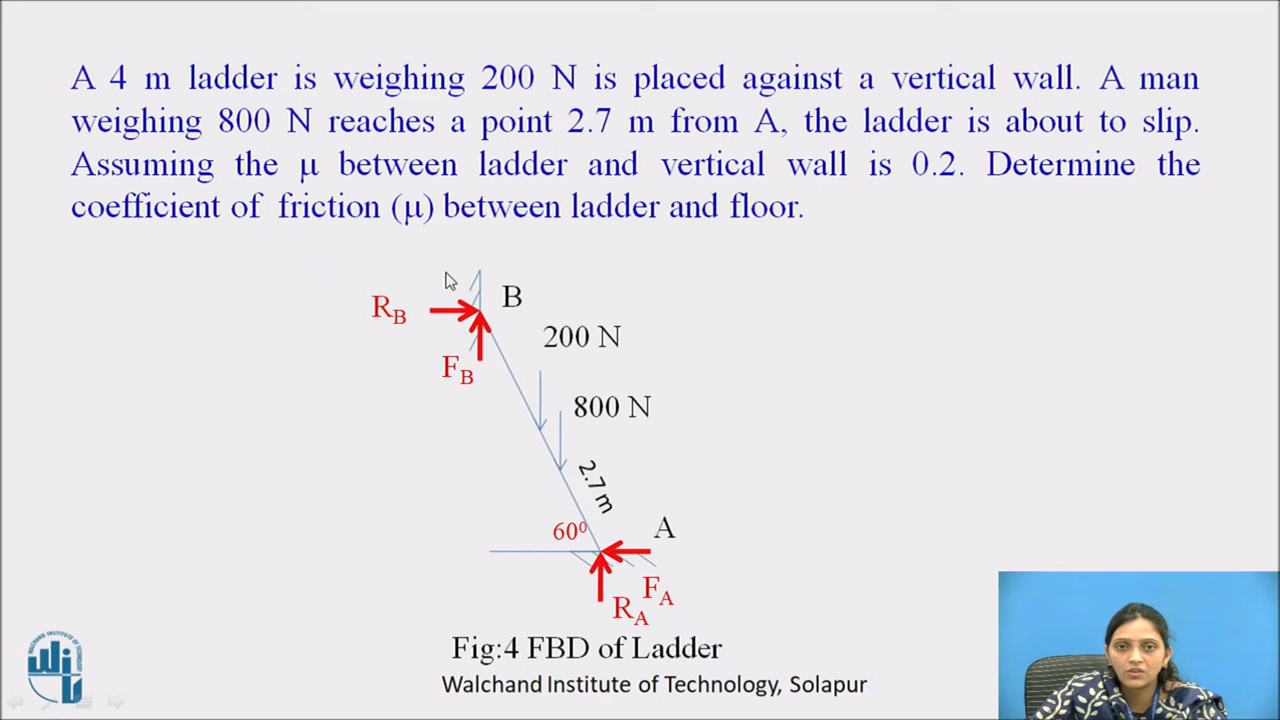 A 4 m ladder is weighing 200 N is placed against a vertical wall. A man
weighing 800 N reaches a point 2.7 m from A, the ladder is about to slip.
Assuming the μ between ladder and vertical wall is 0.2. Determine the
coefficient of friction (μ) between ladder and floor.
B
R_B
200 N
F_B
800 N
2.7 m
60⁰
A
F_A
R_A
Fig:4 FBD of Ladder
Walchand Institute of Technology, Solapur